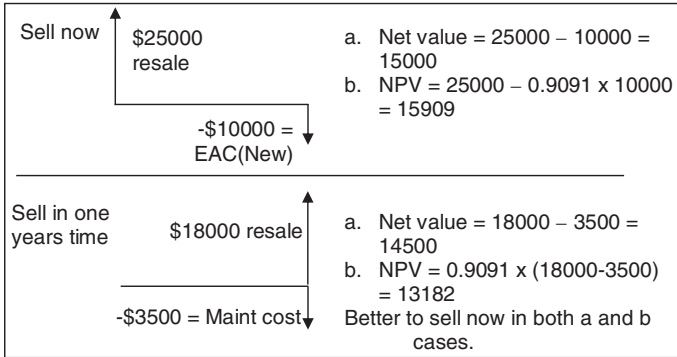 Sell now
$25000
resale
-$10000 =
EAC(New)
a. Net value = 25000 – 10000 =
15000
b. NPV = 25000 – 0.9091 x 10000
= 15909
Sell in one
years time
$18000 resale
-$3500 = Maint cost
a. Net value = 18000 – 3500 =
14500
b. NPV = 0.9091 x (18000-3500)
= 13182
Better to sell now in both a and b
cases.